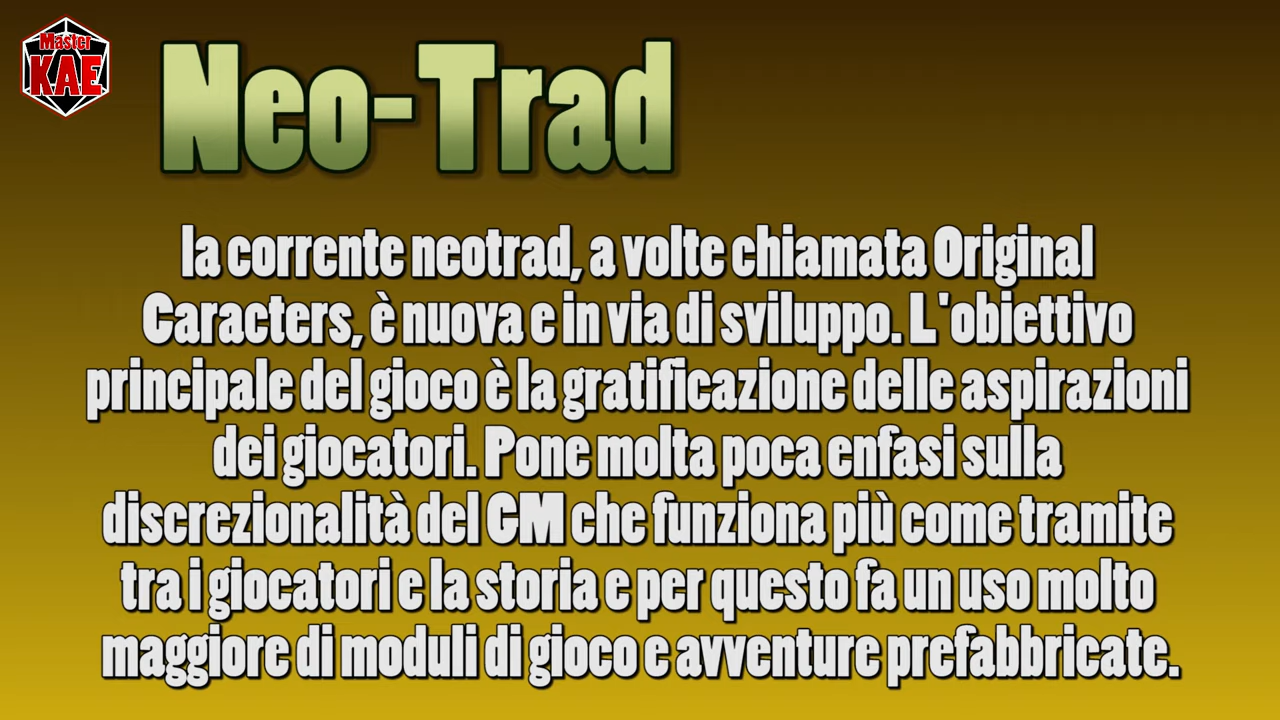 Master
KAE
Neo-Trad
la corrente neotrad, a volte chiamata Original
Caracters, è nuova e in via di sviluppo. L'obiettivo
principale del gioco è la gratificazione delle aspirazioni
dei giocatori. Pone molta poca enfasi sulla
discrezionalità del GM che funziona più come tramite
tra i giocatori e la storia e per questo fa un uso molto
maggiore di moduli di gioco e avventure prefabbricate.